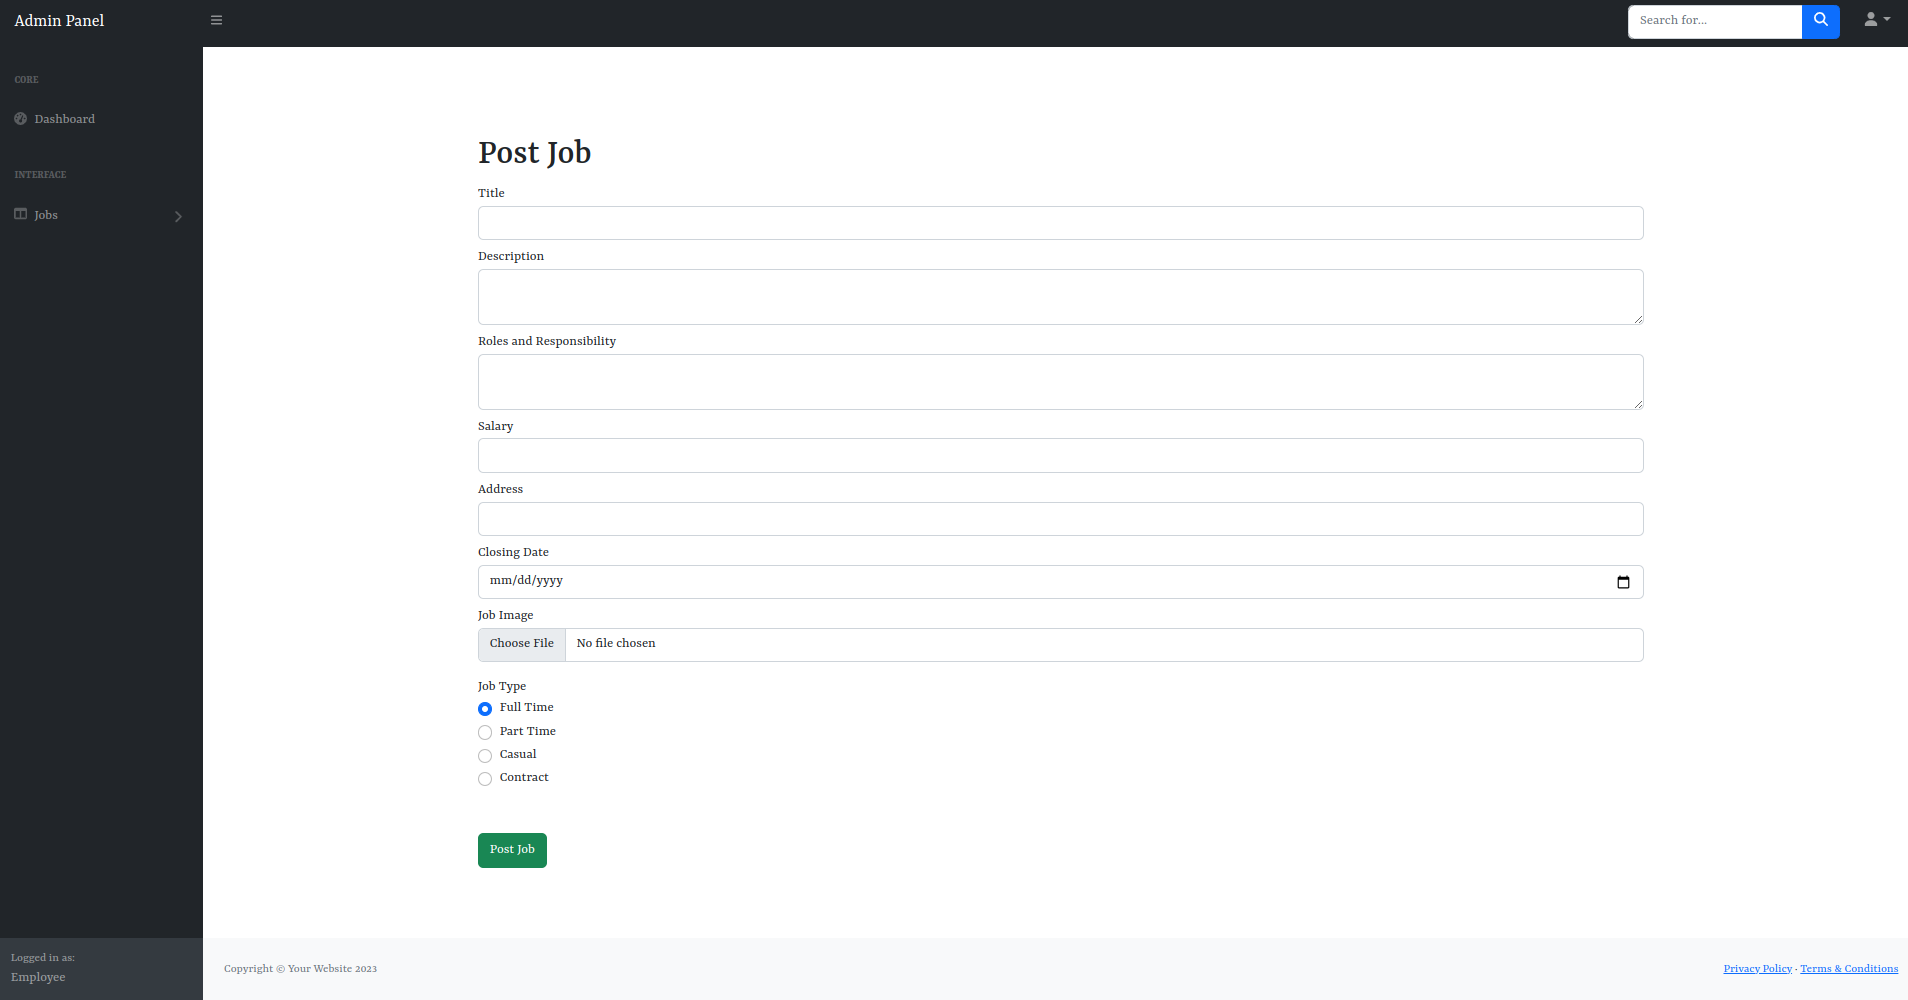 Admin Panel
Search for...
CORE
Dashboard
INTERFACE
Jobs
Post Job
Title
Description
Roles and Responsibility
Salary
Address
Closing Date
mm/dd/yyyy
Job Image
Choose File No file chosen
Job Type
Full Time
Part Time
Casual
Contract
Post Job
Logged in as:
Employee
Copyright © Your Website 2023
Privacy Policy · Terms & Conditions